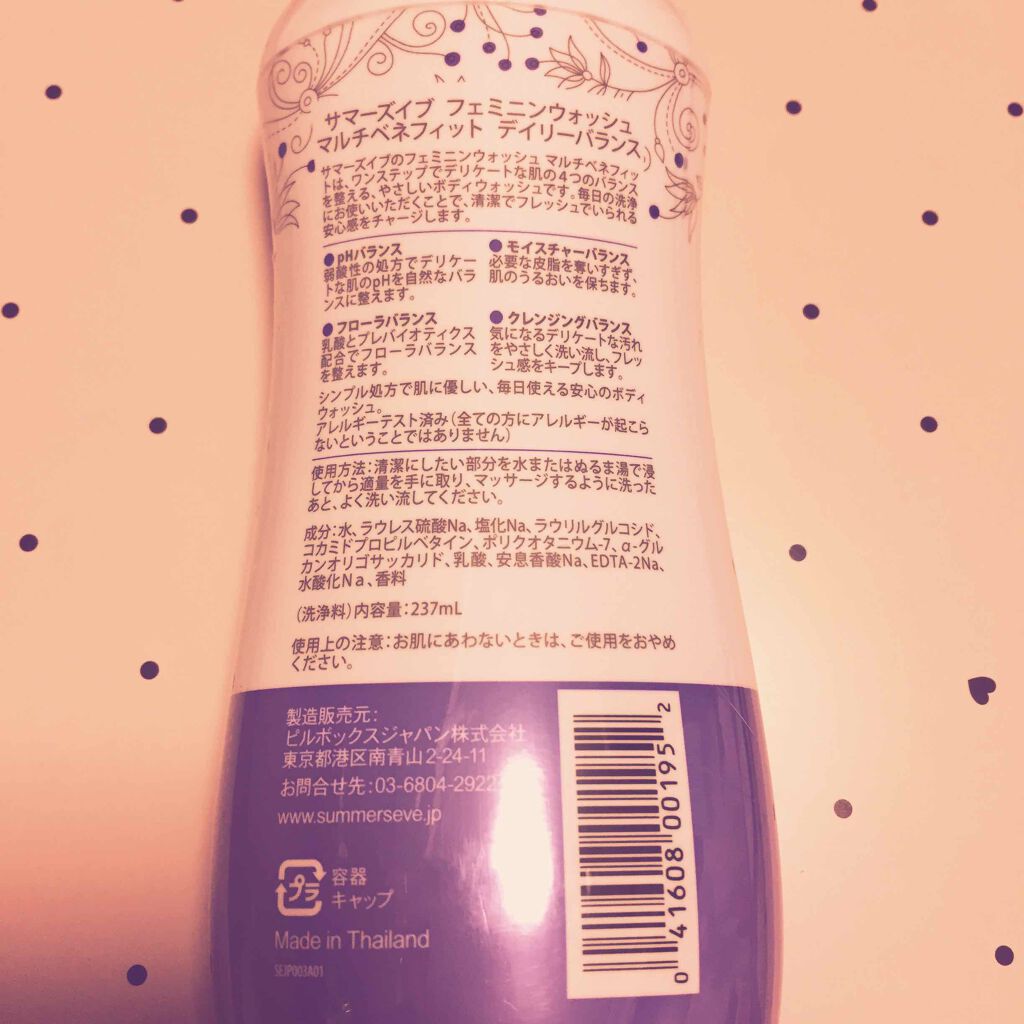 サマーズイブ フェミニンウォッシュ
マルチベネフィット デイリーバランス
サマーズイブのフェミニンウォッシュ マルチベネフィッ
トは、ワンステップでデリケートな肌の4つのバランス
を整える、やさしいボディウォッシュです。毎日の洗浄
にお使いいただくことで、清潔でフレッシュでいられる
安心感をチャージします。
●pHバランス
弱酸性の処方でデリケー
トな肌のpHを自然なバラ
ンスに整えます。
●モイスチャーバランス
必要な皮脂を奪いすぎず、
肌のうるおいを保ちます。
●フローラバランス
乳酸とプレバイオティクス
配合でフローラバランス
を整えます。
●クレンジングバランス
気になるデリケートな汚れ
をやさしく洗い流し、フレッ
シュ感をキープします。
シンプル処方で肌に優しい、毎日使える安心のボディ
ウォッシュ。
アレルギーテスト済み(全ての方にアレルギーが起こら
ないということではありません)
使用方法:清潔にしたい部分を水またはぬるま湯で浸
してから適量を手に取り、マッサージするように洗った
あと、よく洗い流してください。
成分:水、ラウレス硫酸Na、塩化Na、ラウリルグルコシド、
コカミドプロピルベタイン、ポリクオタニウム-7、α-グル
カンオリゴサッカリド、乳酸、安息香酸Na、EDTA-2Na、
水酸化Na、香料
(洗浄料)内容量:237mL
使用上の注意:お肌にあわないときは、ご使用をおやめ
ください。
製造販売元:
ピルボックスジャパン株式会社
東京都港区南青山2-24-11
お問合せ先:03-6804-2922
www.summerseve.jp
プラ
容器
キャップ
Made in Thailand
SEJP003A01
0 41608 00195 2